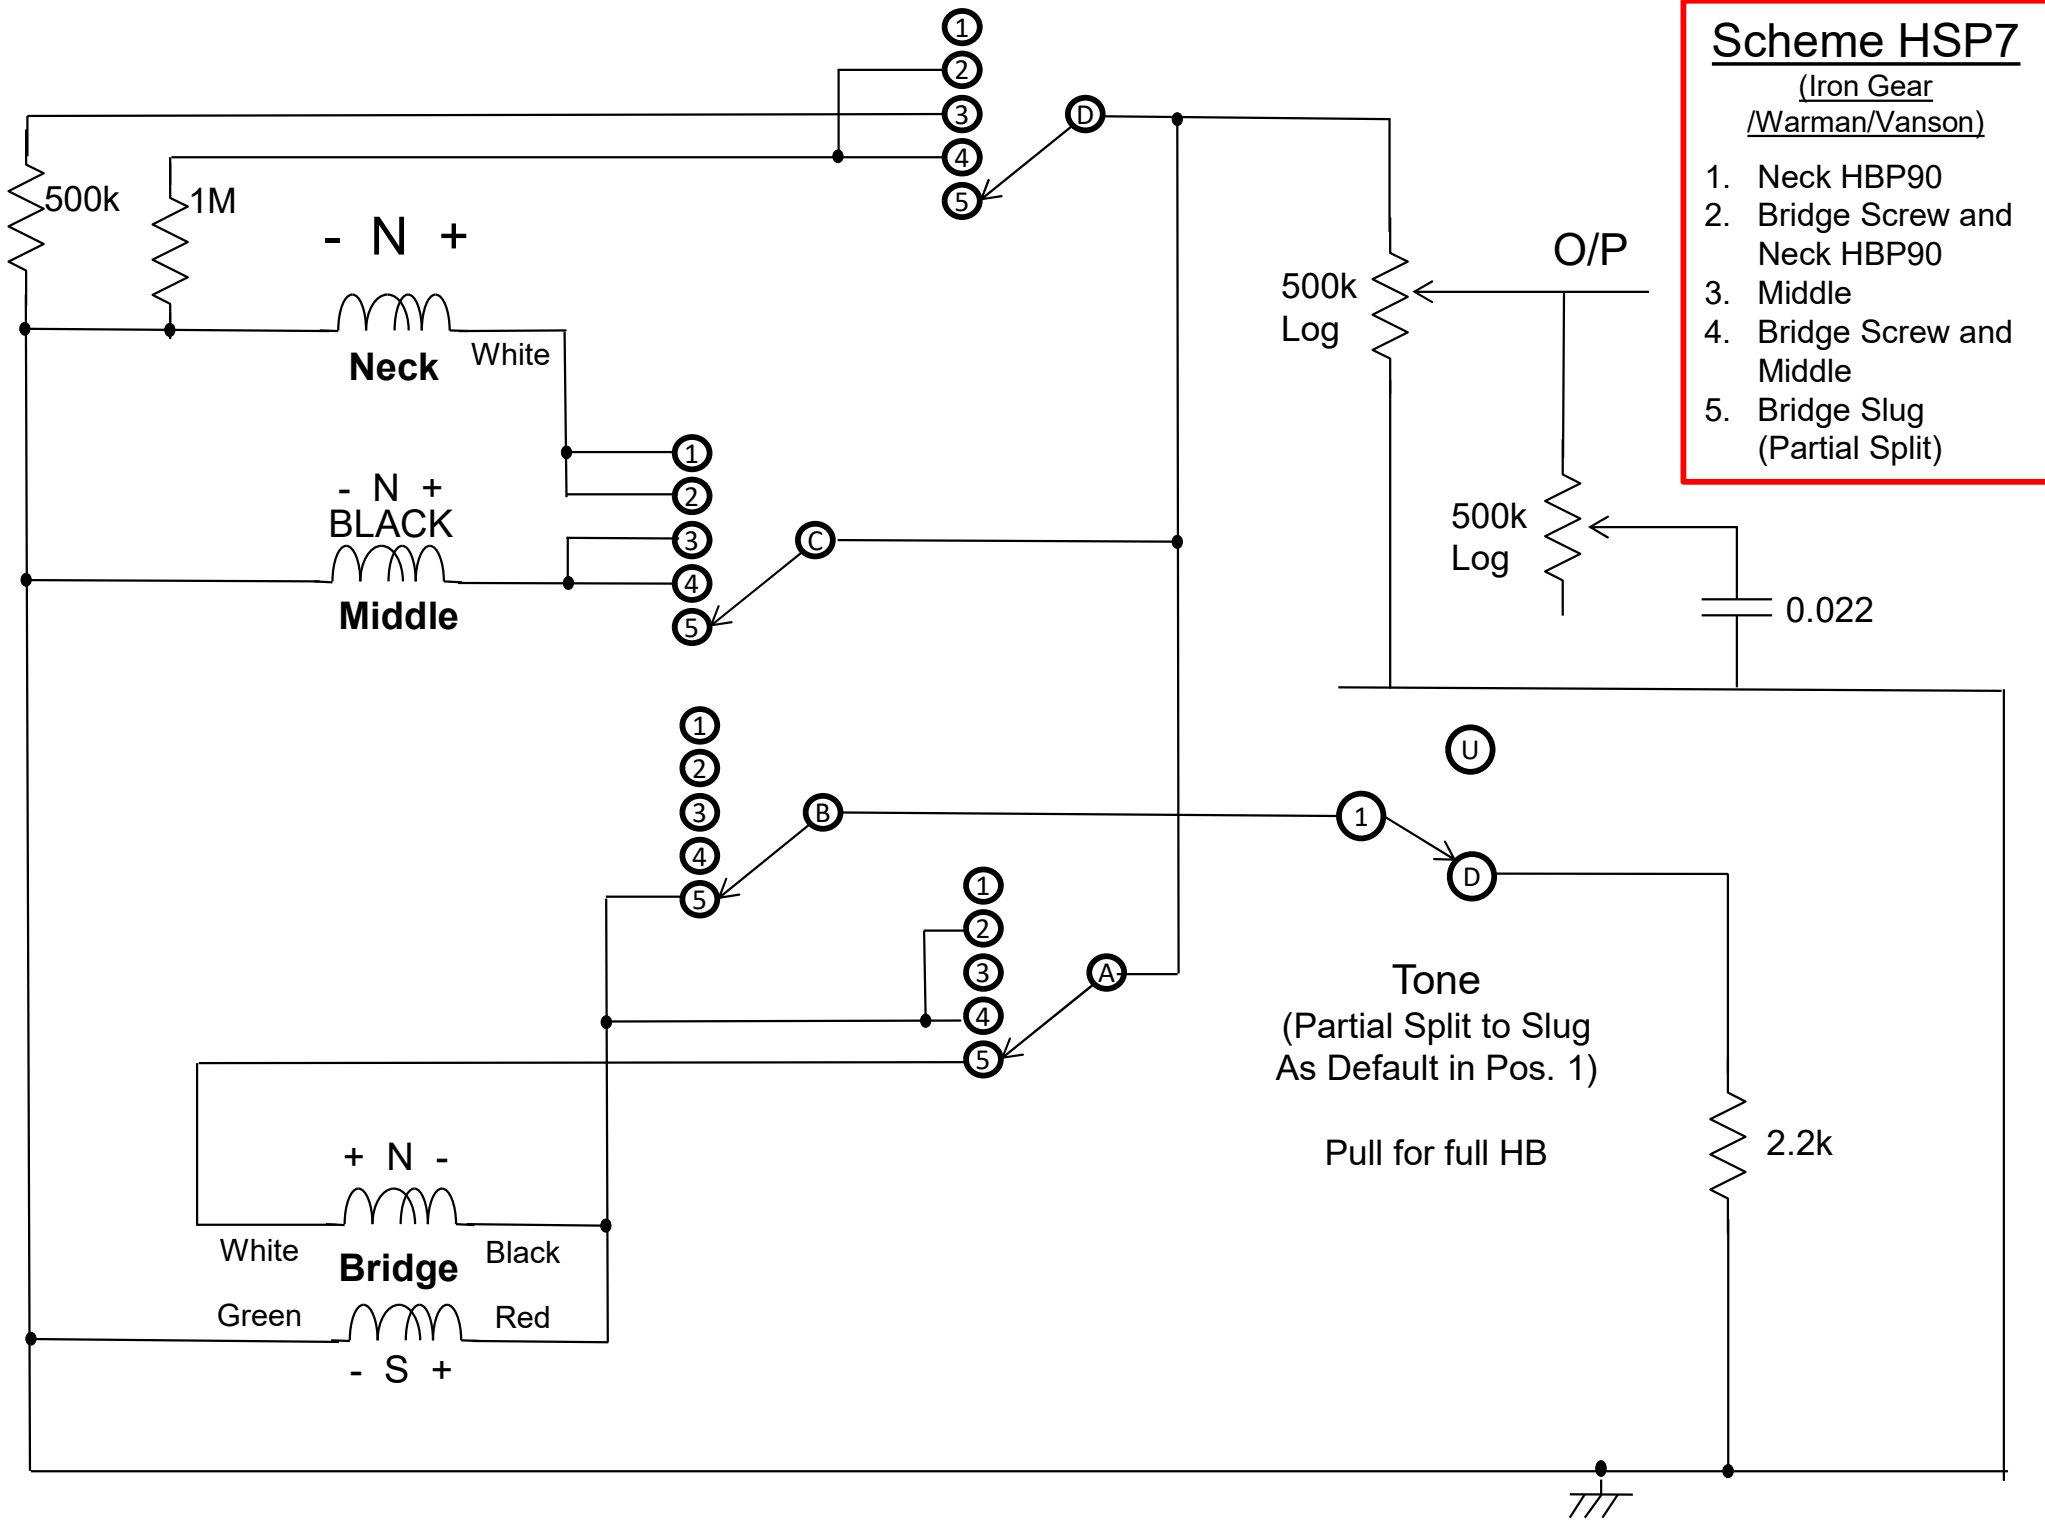 Scheme HSP7
(Iron Gear
/Warman/Vanson)
1. Neck HBP90
2. Bridge Screw and
Neck HBP90
3. Middle
4. Bridge Screw and
Middle
5. Bridge Slug
(Partial Split)
1
2
3
4
5
D
500k
1M
- N +
Neck
White
- N +
BLACK
Middle
1
2
3
4
5
C
500k
Log
O/P
500k
Log
0.022
1
2
3
4
5
B
1
U
D
1
2
3
4
5
A
Tone
(Partial Split to Slug
As Default in Pos. 1)
Pull for full HB
2.2k
+ N -
White
Black
Bridge
Green
Red
- S +